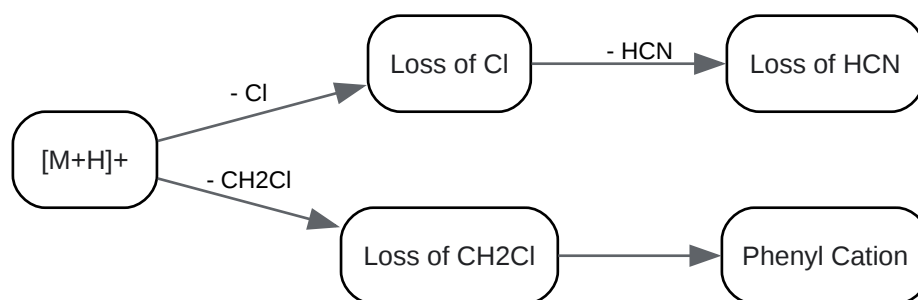 Loss of Cl
- HCN
Loss of HCN
- Cl
[M+H]+
- CH2Cl
Loss of CH2Cl
Phenyl Cation